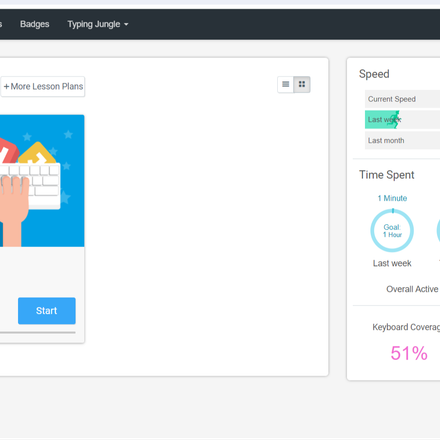 Badges
Typing Jungle
+More Lesson Plans
Start
Speed
Current Speed
Last week
Last month
Time Spent
1 Minute
Goal:
1 Hour
Last week
Overall Active
Keyboard
51%